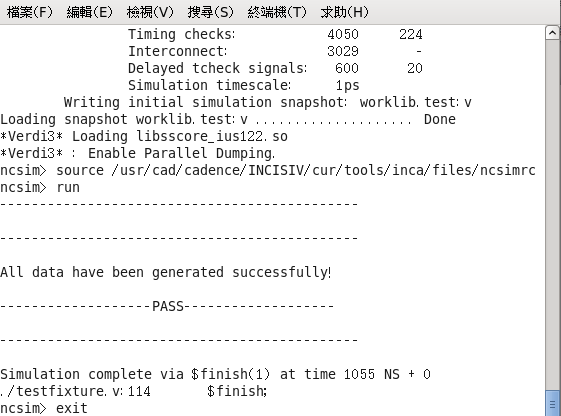 檔案(F) 編輯(E) 檢視(V) 搜尋(S) 終端機(T) 求助(H)
Timing checks: 4050 224
Interconnect: 3029 -
Delayed tcheck signals: 600 20
Simulation timescale: 1ps
Writing initial simulation snapshot: worklib.test:v
Loading snapshot worklib.test:v .................... Done
*Verdi3* Loading libsscore_ius122.so
*Verdi3* : Enable Parallel Dumping.
ncsim> source /usr/cad/cadence/INCISIV/cur/tools/inca/files/ncsimrc
ncsim> run
---------------------------------------------
---------------------------------------------
All data have been generated successfully!
-------------------PASS-------------------
---------------------------------------------
Simulation complete via $finish(1) at time 1055 NS + 0
./testfixture.v:114 $finish;
ncsim> exit